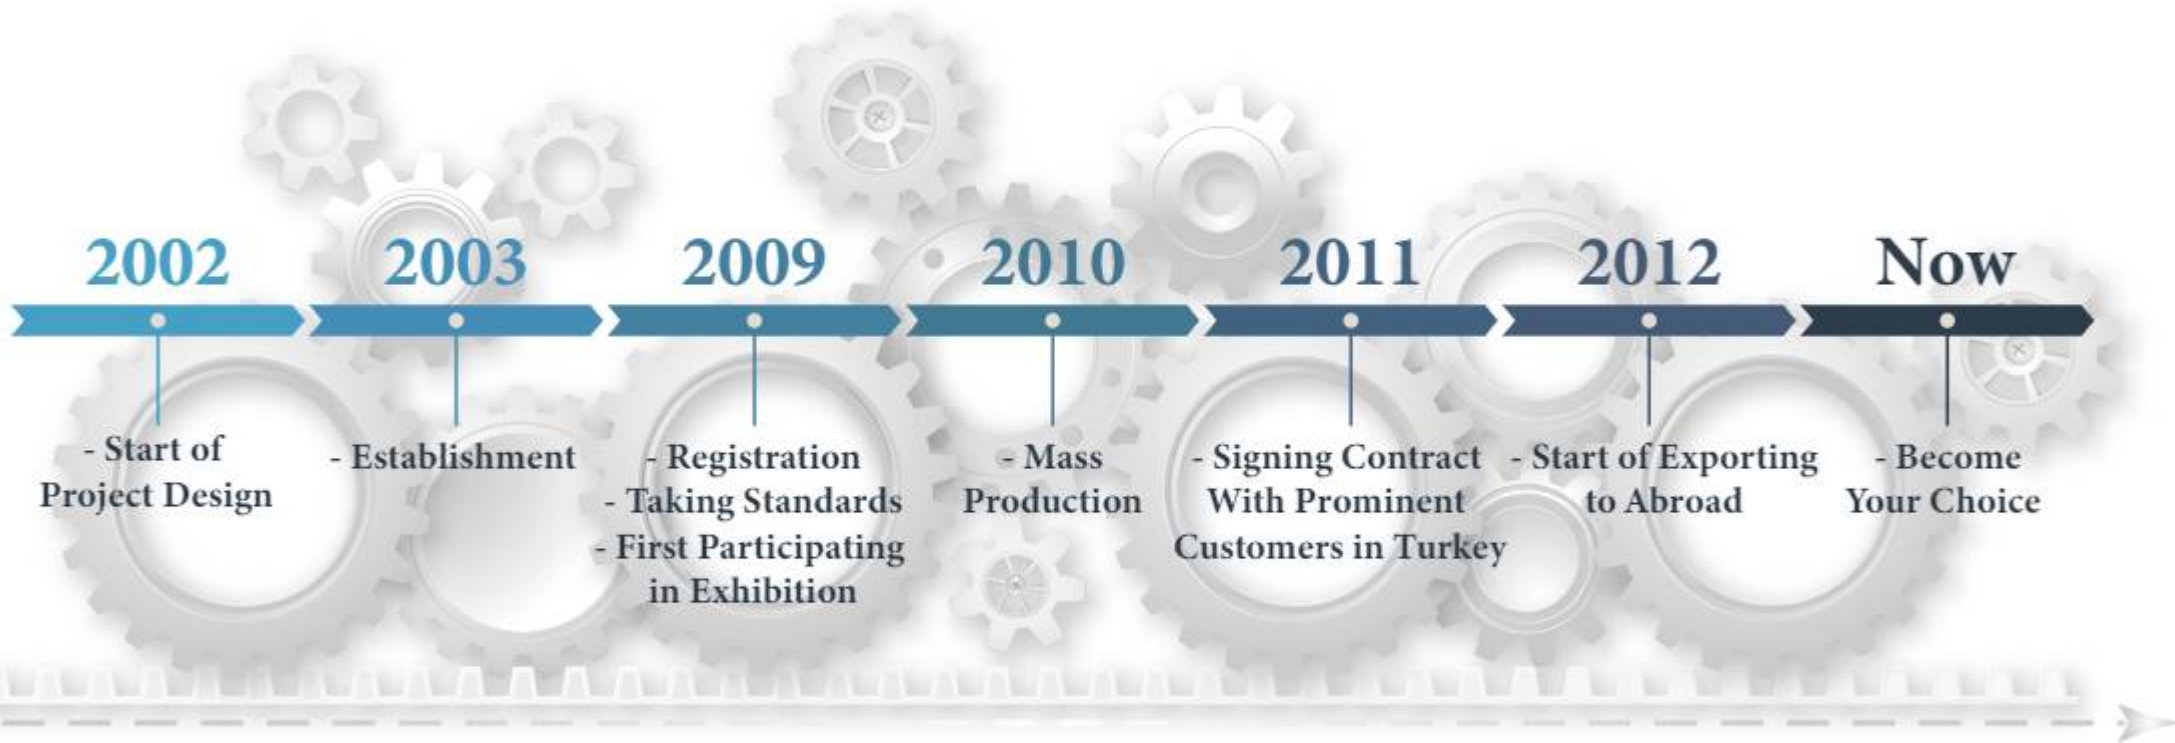 2002
- Start of
Project Design
2003
- Establishment
2009
- Registration
- Taking Standards
- First Participating
in Exhibition
2010
- Mass
Production
2011
- Signing Contract
With Prominent
Customers in Turkey
2012
- Start of Exporting
to Abroad
Now
- Become
Your Choice